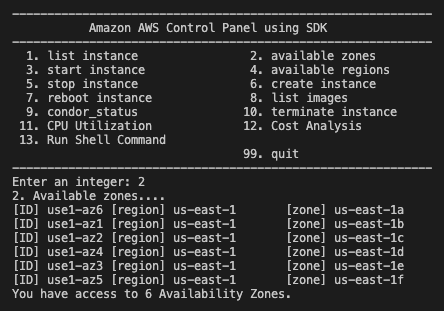 ------------------------------------------------------------
Amazon AWS Control Panel using SDK
------------------------------------------------------------
1. list instance 2. available zones
3. start instance 4. available regions
5. stop instance 6. create instance
7. reboot instance 8. list images
9. condor_status 10. terminate instance
11. CPU Utilization 12. Cost Analysis
13. Run Shell Command
99. quit
------------------------------------------------------------
Enter an integer: 2
2. Available zones....
[ID] use1-az6 [region] us-east-1 [zone] us-east-1a
[ID] use1-az1 [region] us-east-1 [zone] us-east-1b
[ID] use1-az2 [region] us-east-1 [zone] us-east-1c
[ID] use1-az4 [region] us-east-1 [zone] us-east-1d
[ID] use1-az3 [region] us-east-1 [zone] us-east-1e
[ID] use1-az5 [region] us-east-1 [zone] us-east-1f
You have access to 6 Availability Zones.